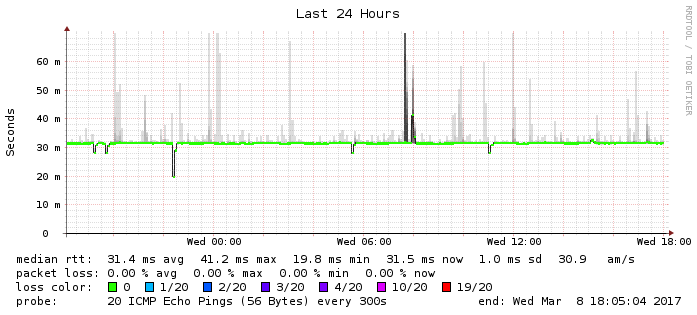 Last 24 Hours
RRDTOOL / TOBI OETIKER
Seconds
60 m
50 m
40 m
30 m
20 m
10 m
0
Wed 00:00 Wed 06:00 Wed 12:00 Wed 18:00
median rtt: 31.4 ms avg 41.2 ms max 19.8 ms min 31.5 ms now 1.0 ms sd 30.9 am/s
packet loss: 0.00 % avg 0.00 % max 0.00 % min 0.00 % now
loss color: 0 1/20 2/20 3/20 4/20 10/20 19/20
probe: 20 ICMP Echo Pings (56 Bytes) every 300s end: Wed Mar 8 18:05:04 2017